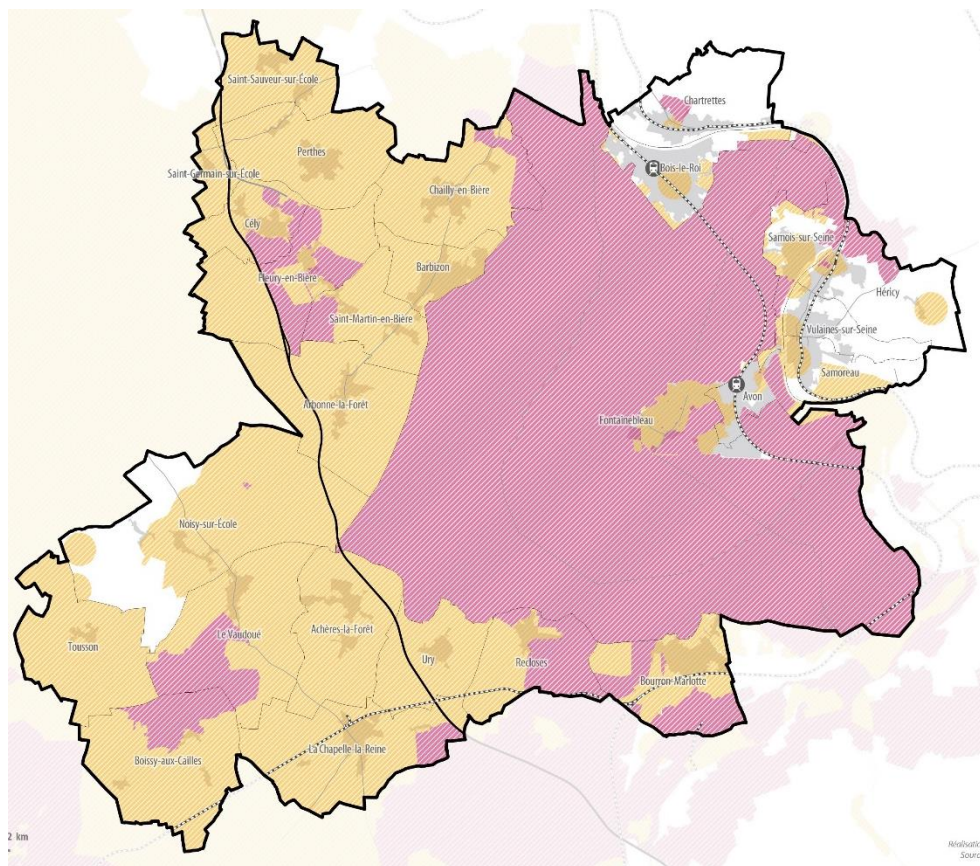 Saint-Sauveur-sur-École
Chartrettes
Perthes
Bois-le-Roi
Saint-Germain-sur-École
Chailly-en-Bière
Cély
Samois-sur-Seine
Barbizon
Fleury-en-Bière
Héricy
Saint-Martin-en-Bière
Vulaines-sur-Seine
Samoreau
Arbonne-la-Forêt
Avon
Fontainebleau
Noisy-sur-École
Achères-la-Forêt
Le Vaudoué
Tousson
Ury
Recloses
Bourron-Marlotte
La Chapelle-la-Reine
Boissy-aux-Cailles
2 km
Réalisatio
Sourc